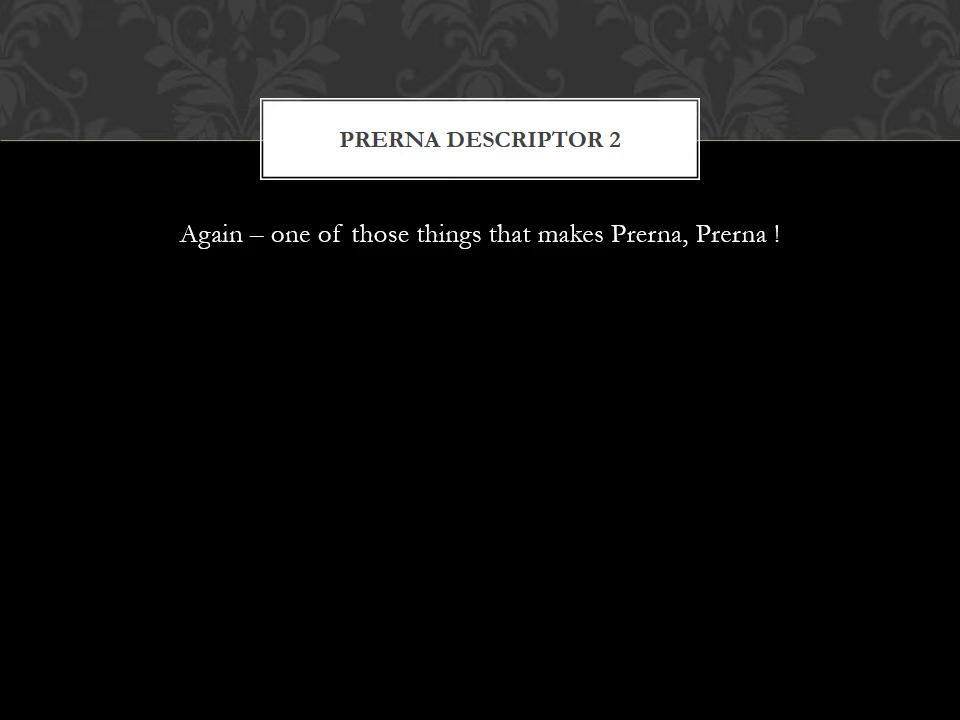 PRERNA DESCRIPTOR 2
Again – one of those things that makes Prerna, Prerna !